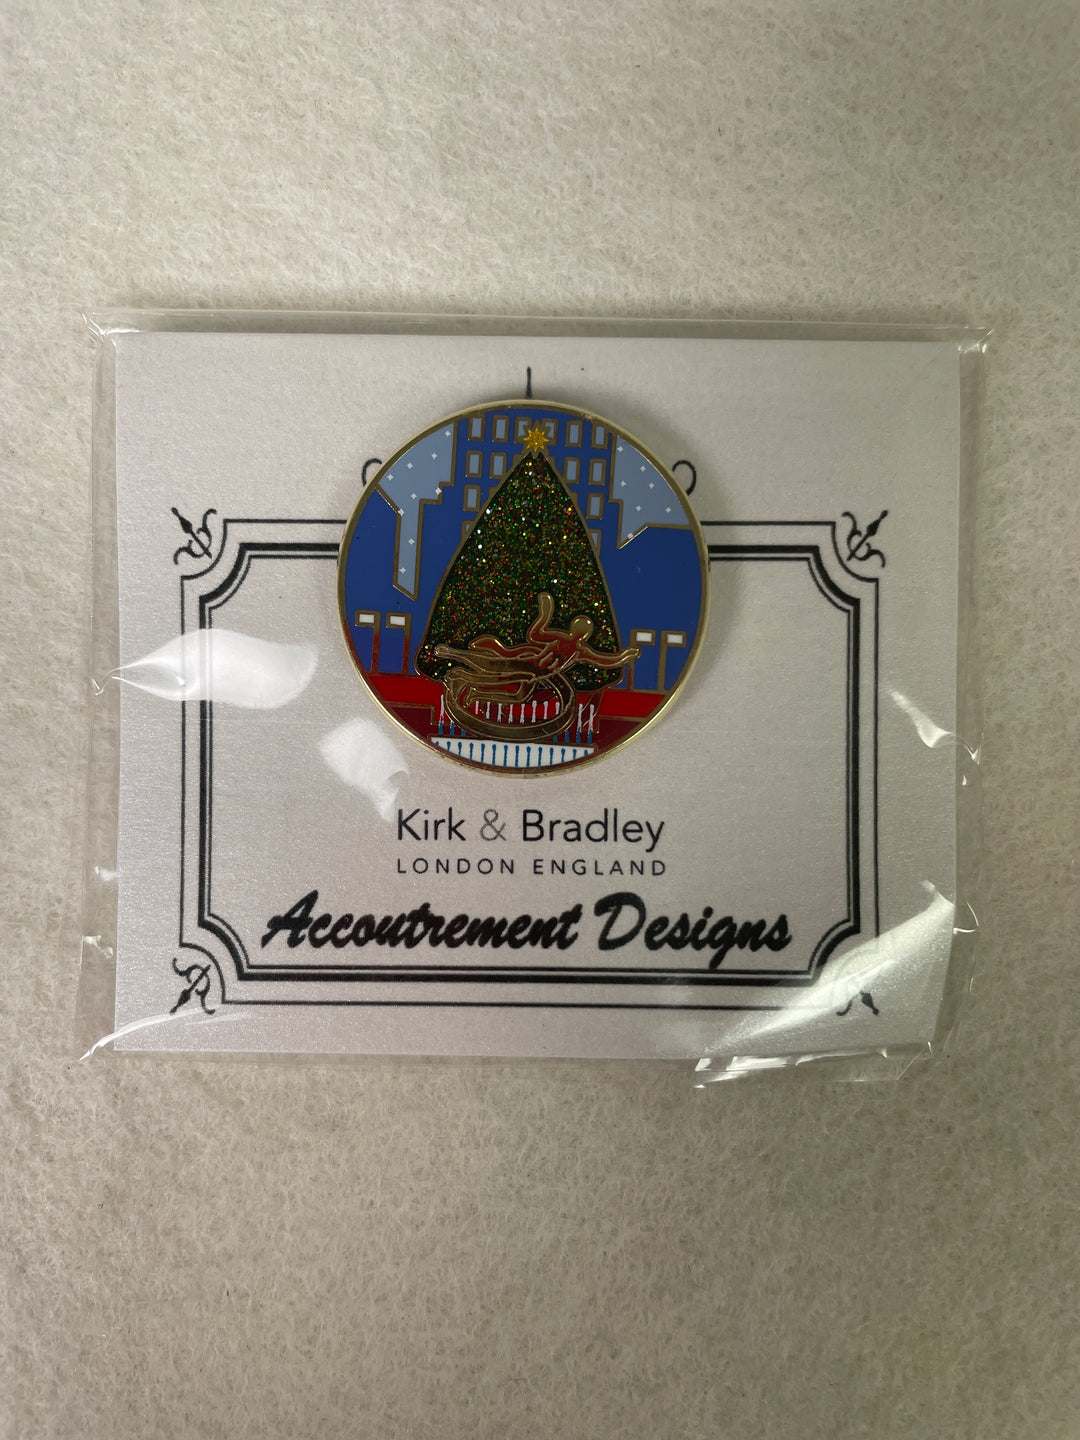 Kirk & Bradley
LONDON ENGLAND
Accoutrement Designs